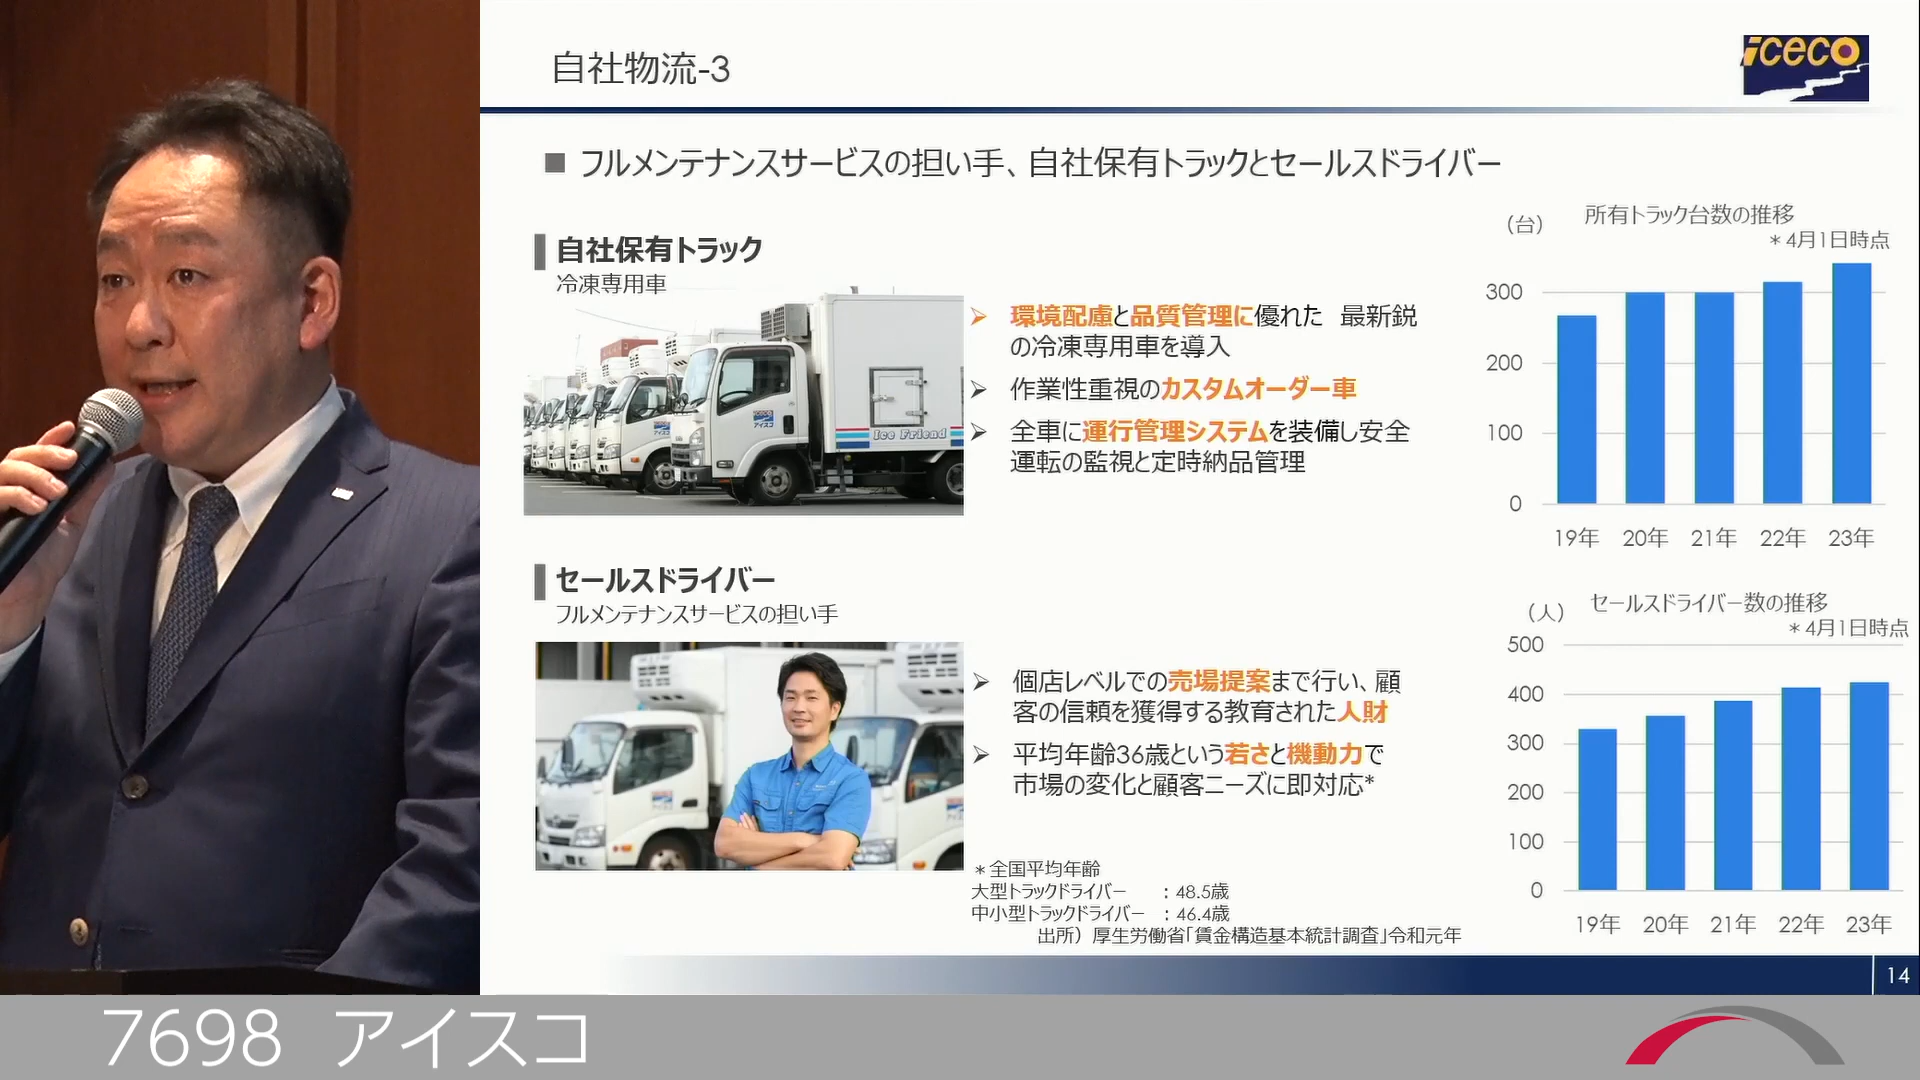 自社物流-3
iceco
■ フルメンテナンスサービスの担い手、自社保有トラックとセールスドライバー
自社保有トラック
冷凍専用車
iceco
アイスコ
Ice Friend
➢ 環境配慮と品質管理に優れた 最新鋭
の冷凍専用車を導入
➢ 作業性重視のカスタムオーダー車
➢ 全車に運行管理システムを装備し安全
運転の監視と定時納品管理
(台)
所有トラック台数の推移
＊4月1日時点
300
200
100
0
19年 20年 21年 22年 23年
セールスドライバー
フルメンテナンスサービスの担い手
➢ 個店レベルでの売場提案まで行い、顧
客の信頼を獲得する教育された人財
➢ 平均年齢36歳という若さと機動力で
市場の変化と顧客ニーズに即対応*
＊全国平均年齢
大型トラックドライバー ：48.5歳
中小型トラックドライバー ：46.4歳
出所）厚生労働省「賃金構造基本統計調査」令和元年
(人)
セールスドライバー数の推移
＊4月1日時点
500
400
300
200
100
0
19年 20年 21年 22年 23年
14
7698 アイスコ